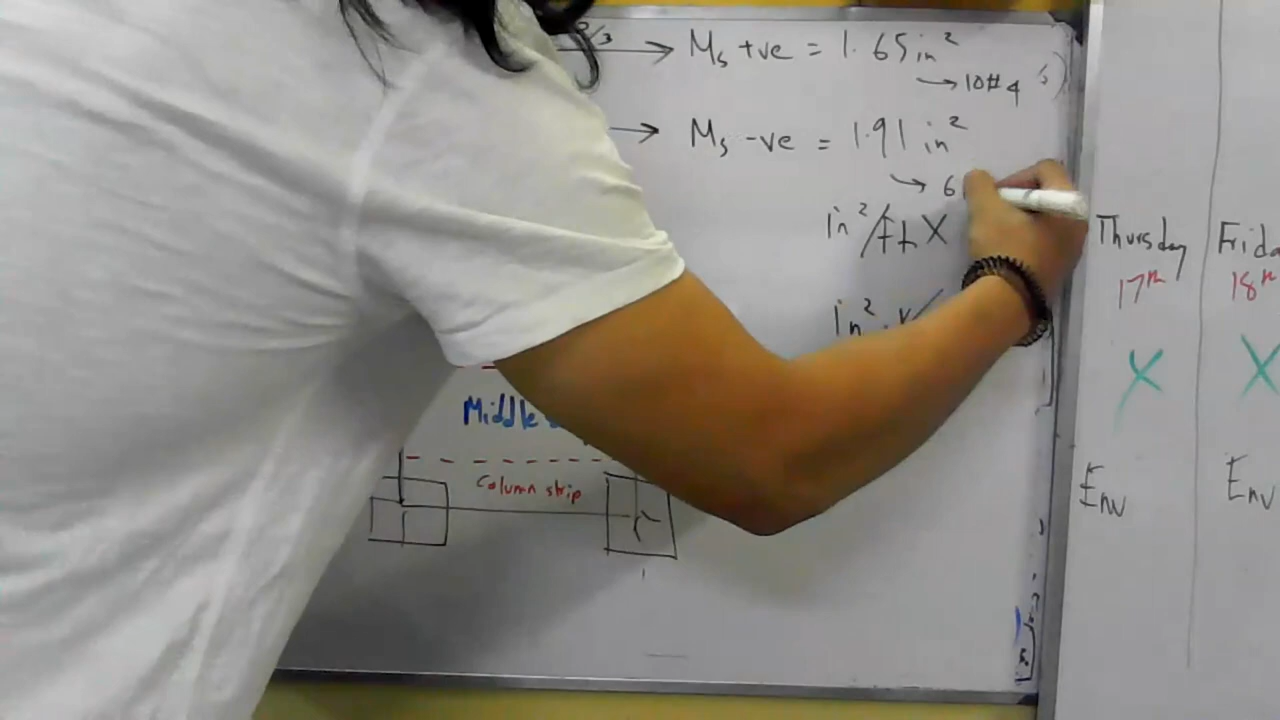 Ms +ve = 1.65 in²
→ 10#4
Ms -ve = 1.91 in²
→ 6
in²/ft X
in²
Middle
Column strip
Thursday
17th
X
Env
Frida
18th
X
Env